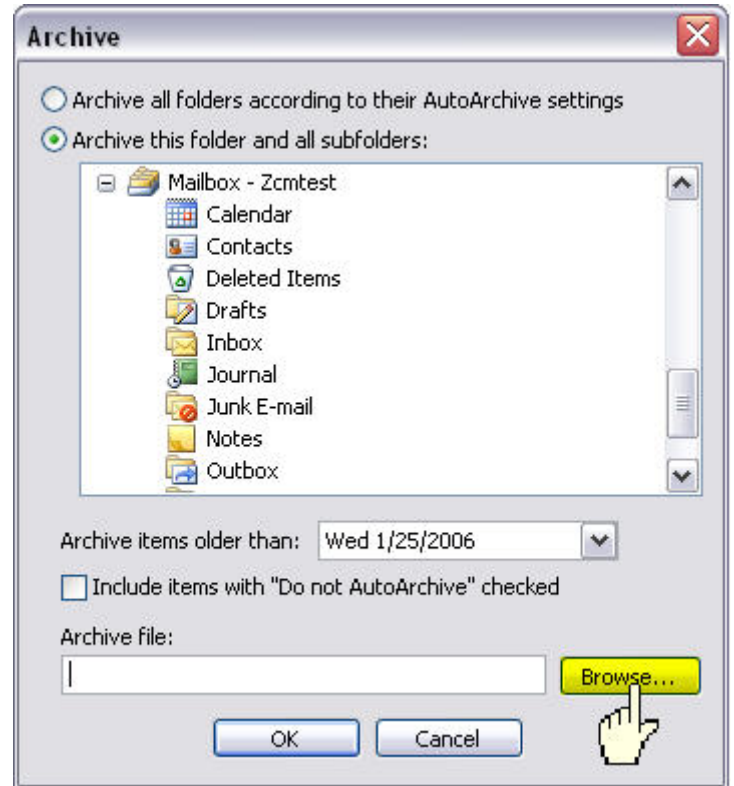 Archive
Archive all folders according to their AutoArchive settings
Archive this folder and all subfolders:
Mailbox - Zcmtest
Calendar
Contacts
Deleted Items
Drafts
Inbox
Journal
Junk E-mail
Notes
Outbox
Archive items older than: Wed 1/25/2006
Include items with "Do not AutoArchive" checked
Archive file:
Browse...
OK Cancel